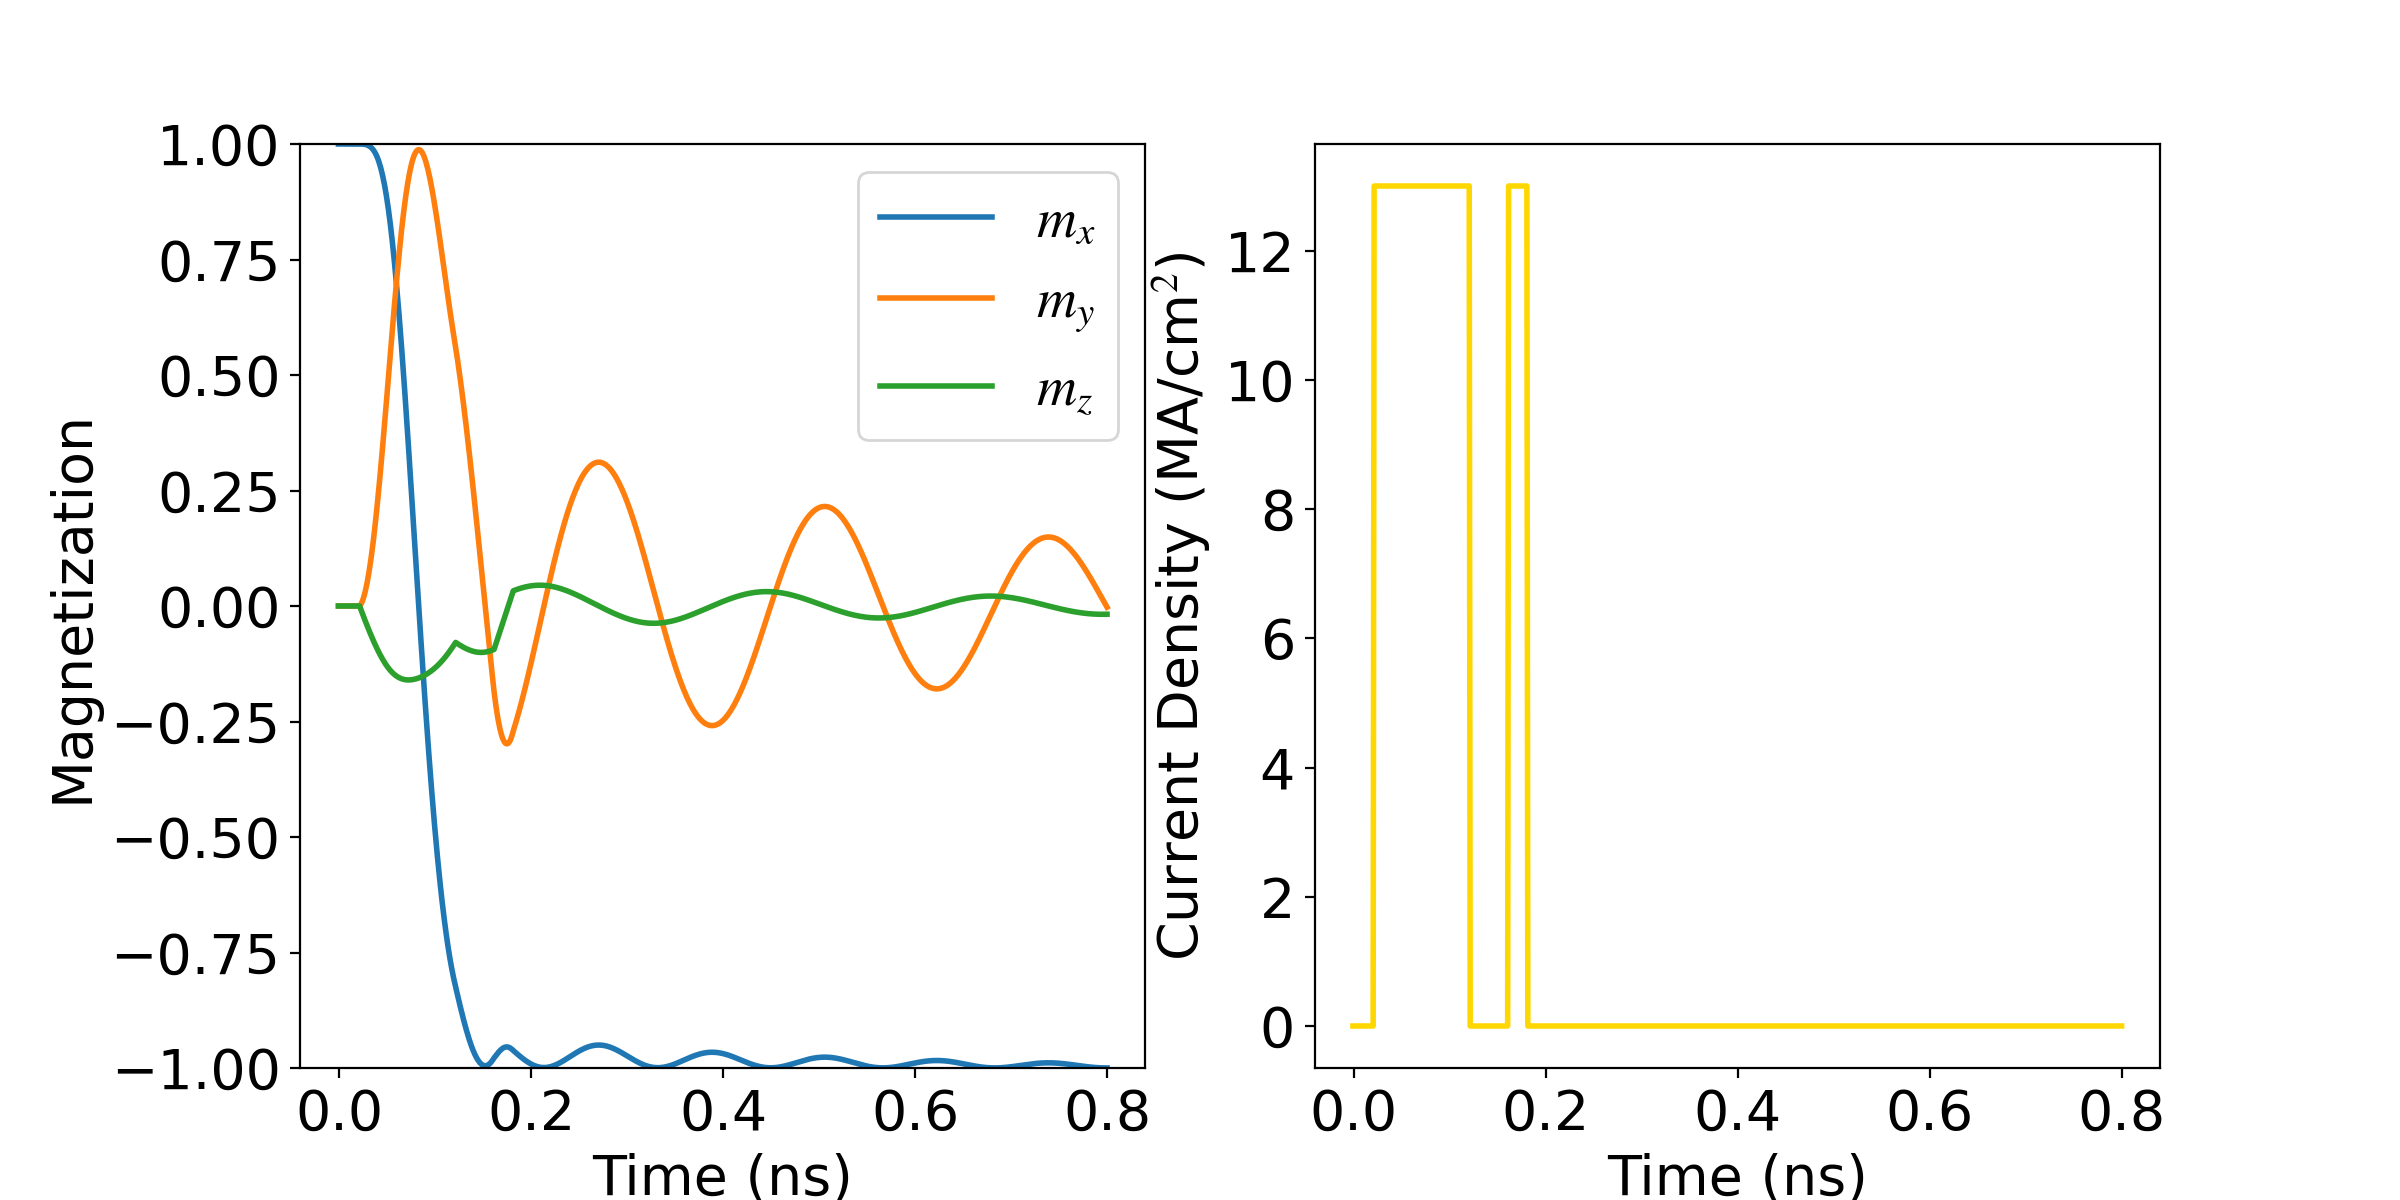 1.00
0.75
0.50
0.25
0.00
−0.25
−0.50
−0.75
−1.00
Magnetization
0.0 0.2 0.4 0.6 0.8
Time (ns)
m_x
m_y
m_z
12
10
8
6
4
2
0
Current Density (MA/cm²)
0.0 0.2 0.4 0.6 0.8
Time (ns)